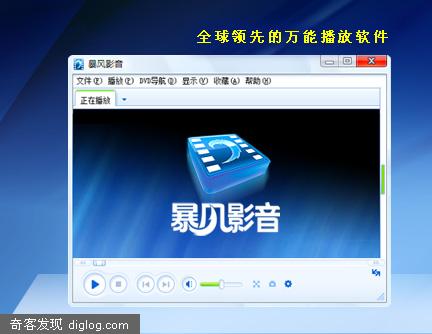 全球领先的万能播放软件
暴风影音
文件(F) 播放(P) DVD导航(D) 显示(V) 收藏(A) 帮助(H)
正在播放
暴风影音
奇客发现 diglog.com